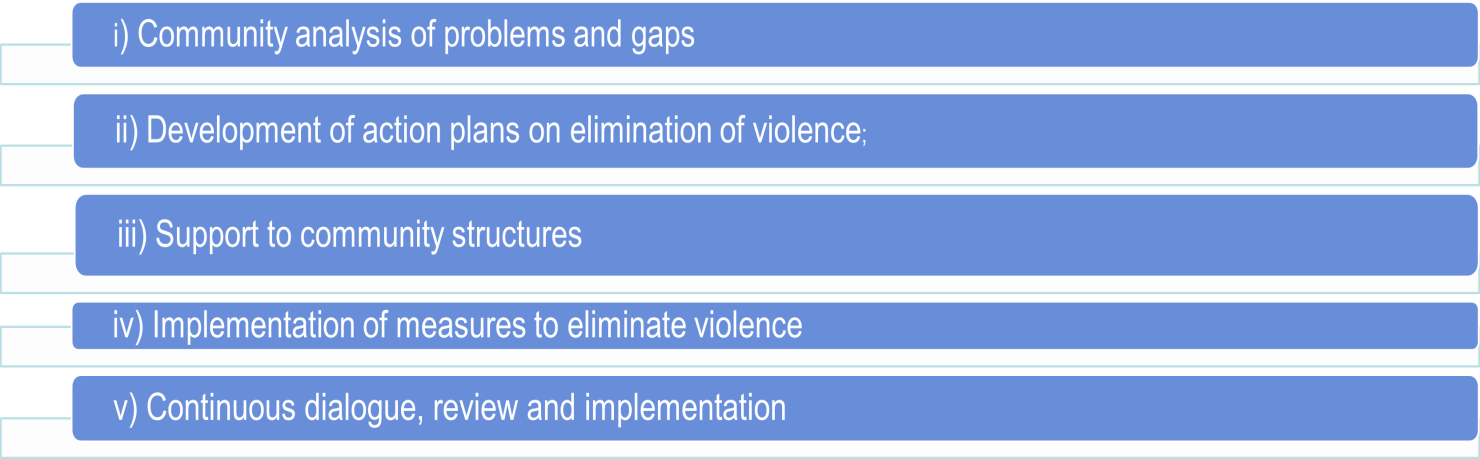 i) Community analysis of problems and gaps
ii) Development of action plans on elimination of violence;
iii) Support to community structures
iv) Implementation of measures to eliminate violence
v) Continuous dialogue, review and implementation